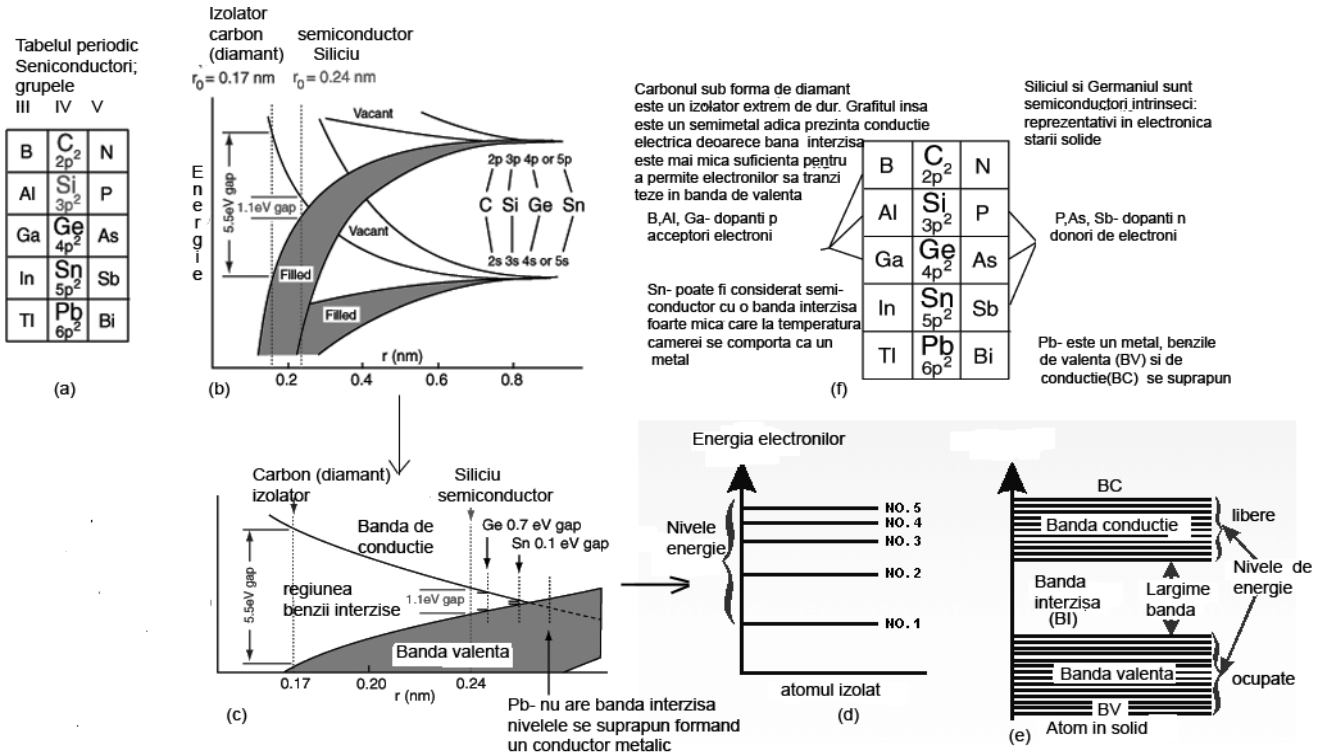 Tabelul periodic
Seniconductori;
grupele
III IV V
B C N
2p²
Al Si P
3p²
Ga Ge As
4p²
In Sn Sb
5p²
Tl Pb Bi
6p²
(a)
Izolator
carbon
(diamant)
r₀ = 0.17 nm
semiconductor
Siliciu
r₀ = 0.24 nm
Energie
5.5eV gap
1.1eV gap
Vacant
2p 3p 4p or 5p
C Si Ge Sn
2s 3s 4s or 5s
Vacant
Filled
Filled
r (nm)
0.2 0.4 0.6 0.8
(b)
Carbonul sub forma de diamant
este un izolator extrem de dur. Grafitul insa
este un semimetal adica prezinta conductie
electrica deoarece bana interzisa
este mai mica suficienta pentru
a permite electronilor sa tranzi
teze in banda de valenta
B,Al, Ga- dopanti p
acceptori electroni
Sn- poate fi considerat semi-
conductor cu o banda interzisa
foarte mica care la temperatura
camerei se comporta ca un
metal
B C N
2p²
Al Si P
3p²
Ga Ge As
4p²
In Sn Sb
5p²
Tl Pb Bi
6p²
(f)
Siliciul si Germaniul sunt
semiconductori intrinseci:
reprezentativi in electronica
starii solide
P,As, Sb- dopanti n
donori de electroni
Pb- este un metal, benzile
de valenta (BV) si de
conductie(BC) se suprapun
Carbon (diamant)
izolator
Siliciu
semiconductor
Banda de
conductie
Ge 0.7 eV gap
Sn 0.1 eV gap
regiunea
benzii interzise
5.5eV gap
1.1eV gap
Banda valenta
0.17 0.20 0.24
r (nm)
(c)
Pb- nu are banda interzisa
nivelele se suprapun formand
un conductor metalic
Energia electronilor
Nivele
energie
NO. 5
NO. 4
NO. 3
NO. 2
NO. 1
atomul izolat
(d)
BC
Banda conductie
libere
Banda
interzisa
(BI)
Largime
banda
Nivele de
energie
Banda valenta
ocupate
BV
Atom in solid
(e)